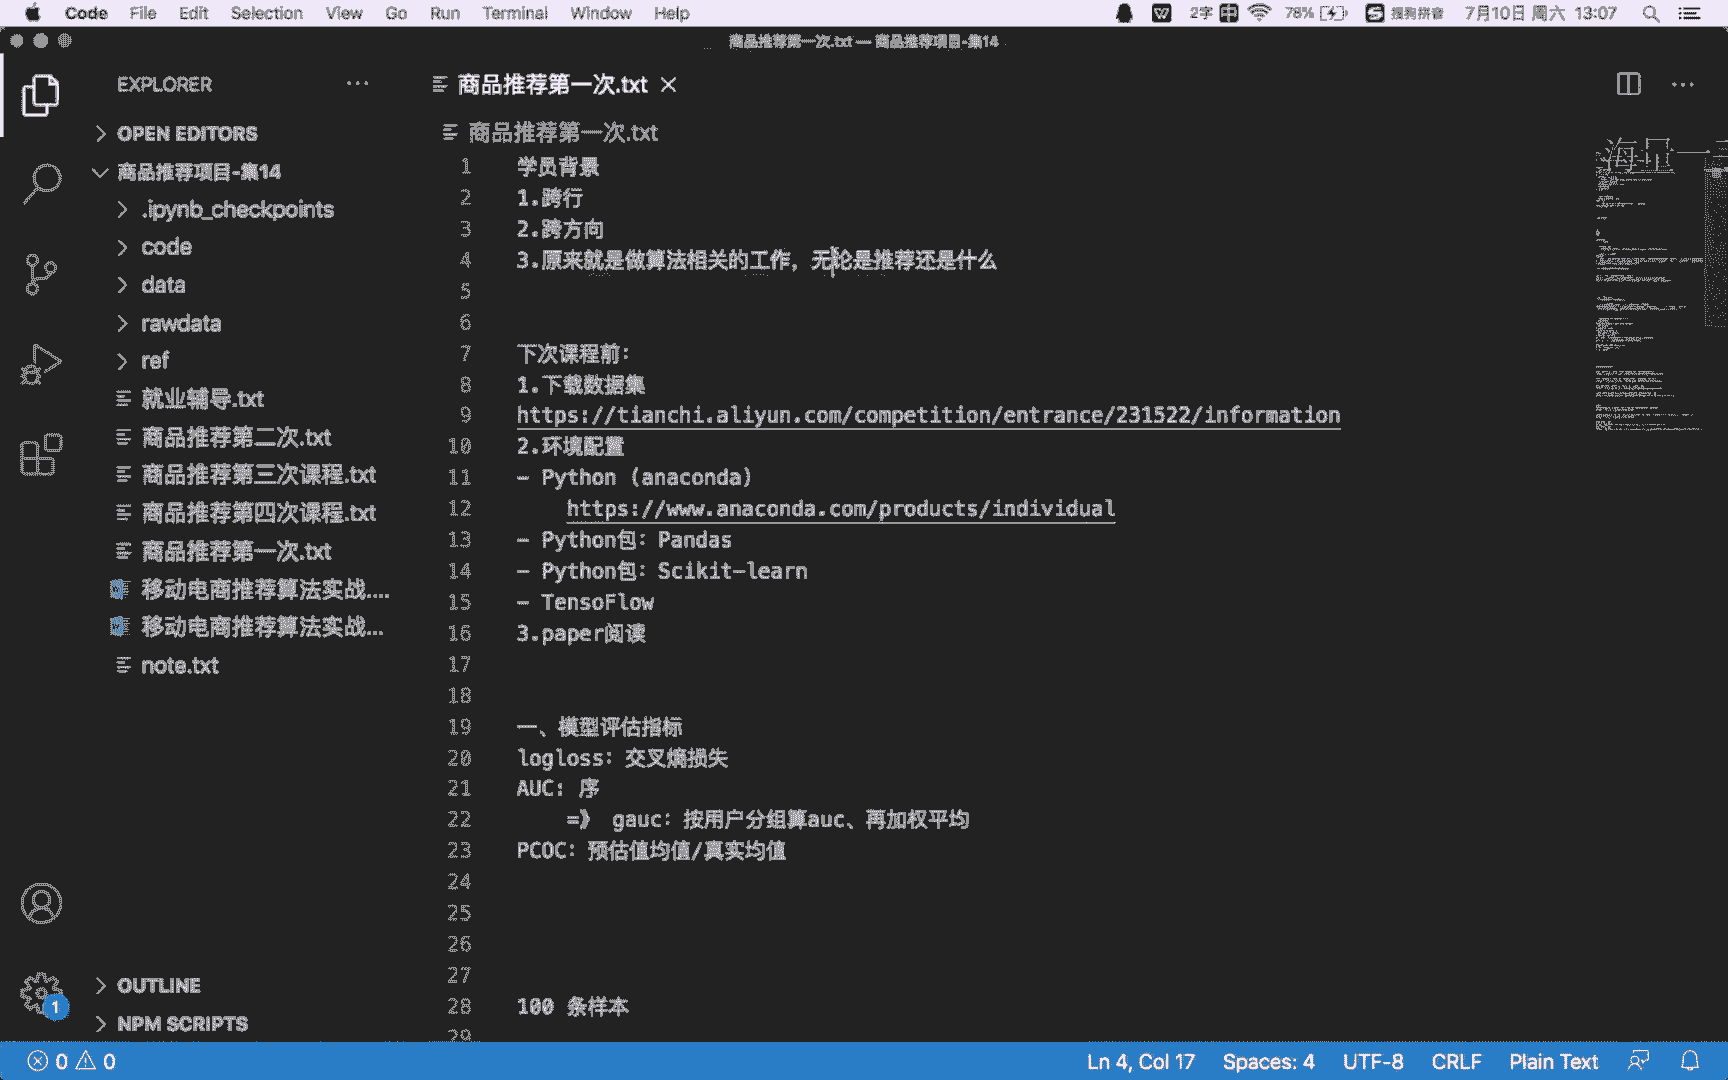 Code File Edit Selection View Go Run Terminal Window Help 2字 中 78% 搜狗拼音 7月10日 周六 13:07
商品推荐第一次.txt — 商品推荐项目-集14
EXPLORER
商品推荐第一次.txt
OPEN EDITORS
商品推荐第一次.txt
商品推荐项目-集14
.ipynb_checkpoints
code
data
rawdata
ref
就业辅导.txt
商品推荐第二次.txt
商品推荐第三次课程.txt
商品推荐第四次课程.txt
商品推荐第一次.txt
移动电商推荐算法实战....
移动电商推荐算法实战...
note.txt
OUTLINE
NPM SCRIPTS
1 学员背景
2 1.跨行
3 2.跨方向
4 3.原来就是做算法相关的工作，无论是推荐还是什么
5
6
7 下次课程前：
8 1.下载数据集
9 https://tianchi.aliyun.com/competition/entrance/231522/information
10 2.环境配置
11 - Python (anaconda)
12 https://www.anaconda.com/products/individual
13 - Python包：Pandas
14 - Python包：Scikit-learn
15 - TensoFlow
16 3.paper阅读
17
18
19 一、模型评估指标
20 logloss：交叉熵损失
21 AUC: 序
22 =》 gauc：按用户分组算auc、再加权平均
23 PCOC：预估值均值/真实均值
24
25
26
27
28 100 条样本
29
1
0 0
Ln 4, Col 17 Spaces: 4 UTF-8 CRLF Plain Text